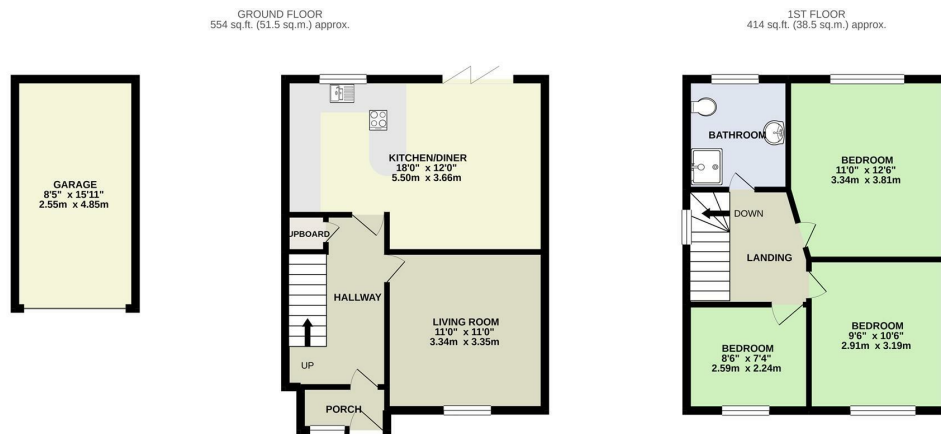 GROUND FLOOR
554 sq.ft. (51.5 sq.m.) approx.
1ST FLOOR
414 sq.ft. (38.5 sq.m.) approx.
GARAGE
8'5" x 15'11"
2.55m x 4.85m
KITCHEN/DINER
18'0" x 12'0"
5.50m x 3.66m
UPBOARD
HALLWAY
LIVING ROOM
11'0" x 11'0"
3.34m x 3.35m
UP
PORCH
BATHROOM
BEDROOM
11'0" x 12'6"
3.34m x 3.81m
DOWN
LANDING
BEDROOM
8'6" x 7'4"
2.59m x 2.24m
BEDROOM
9'6" x 10'6"
2.91m x 3.19m